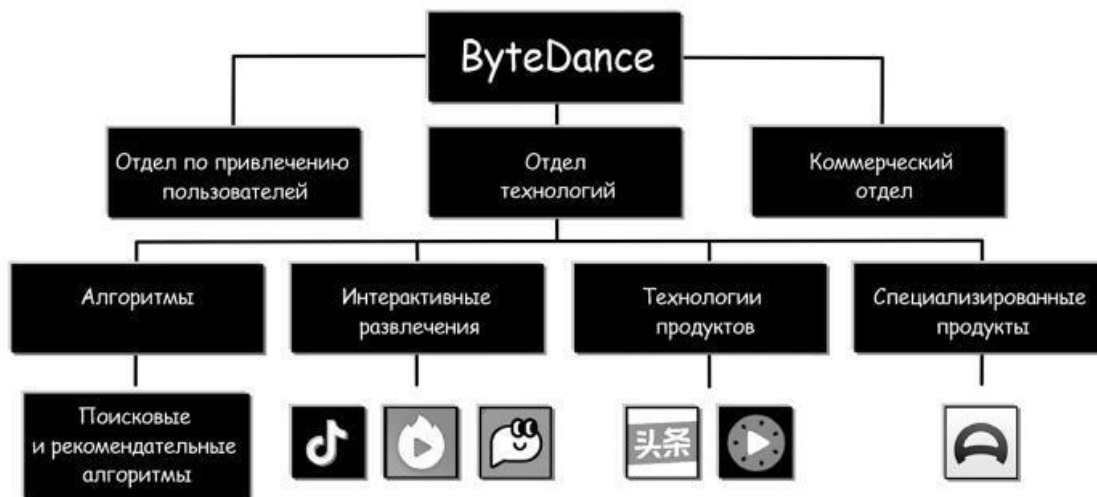 ByteDance
Отдел по привлечению
пользователей
Отдел
технологий
Коммерческий
отдел
Алгоритмы
Интерактивные
развлечения
Технологии
продуктов
Специализированные
продукты
Поисковые
и рекомендательные
алгоритмы
头条